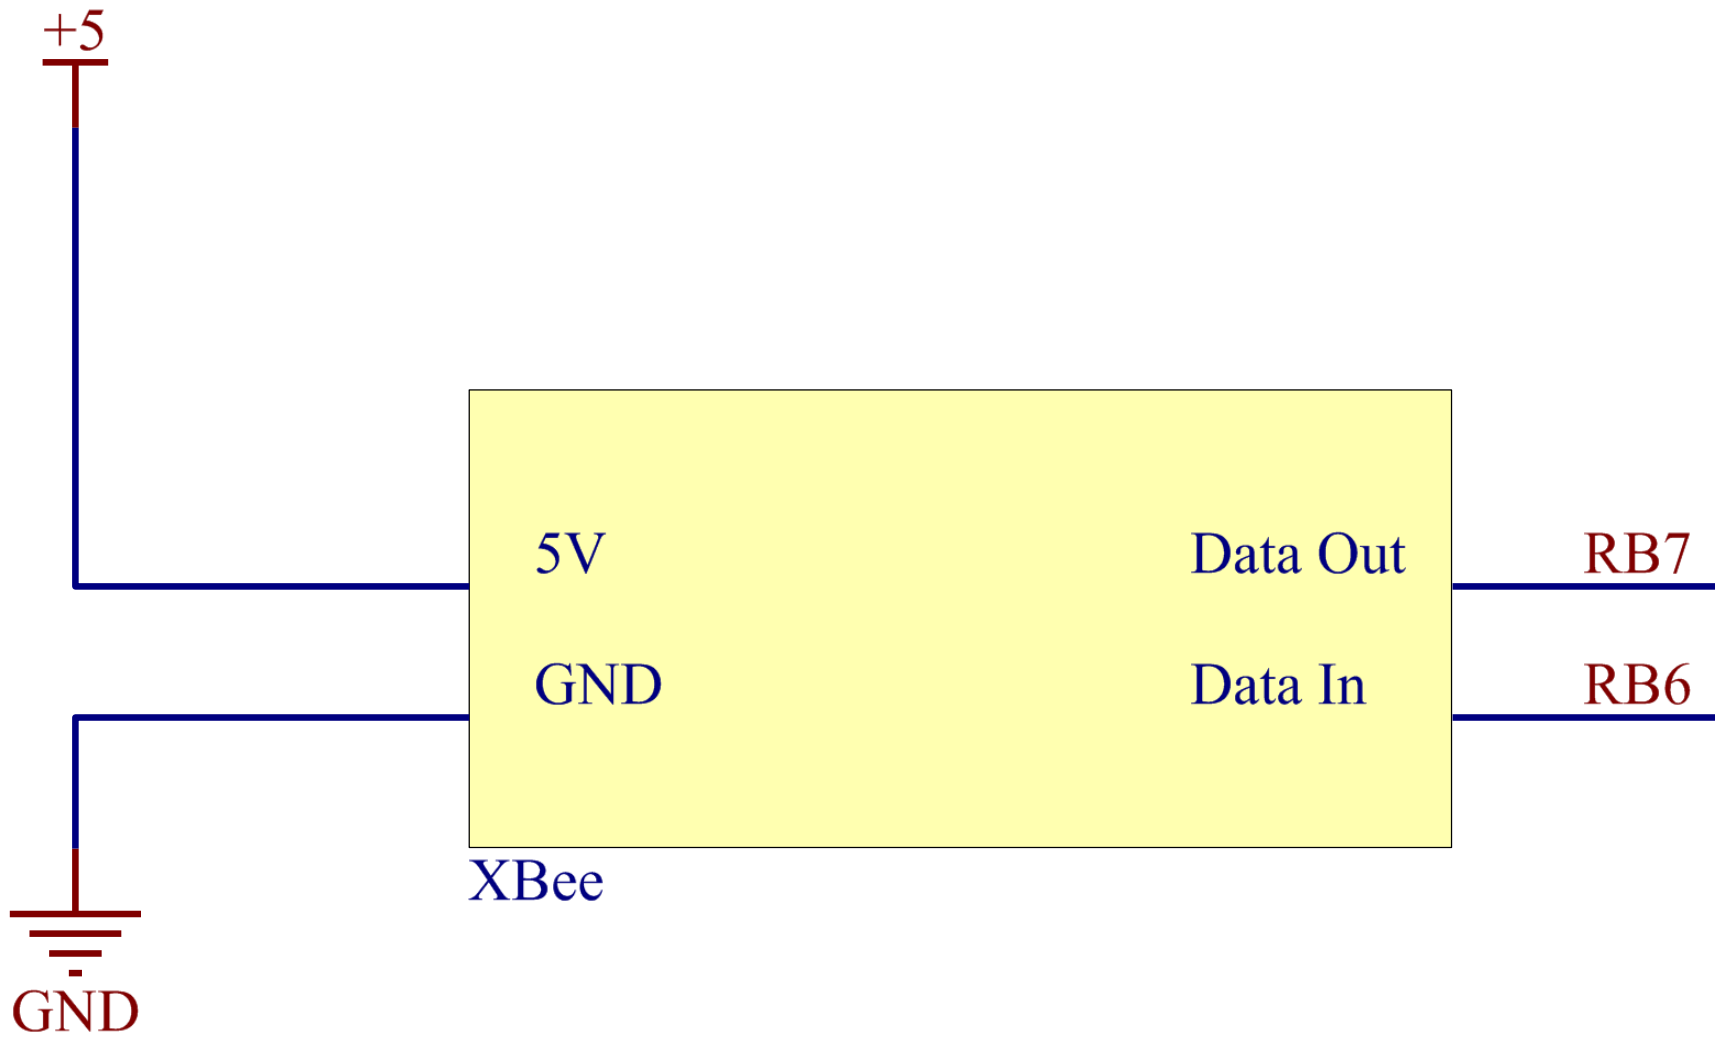 +5
5V
Data Out
RB7
GND
Data In
RB6
XBee
GND